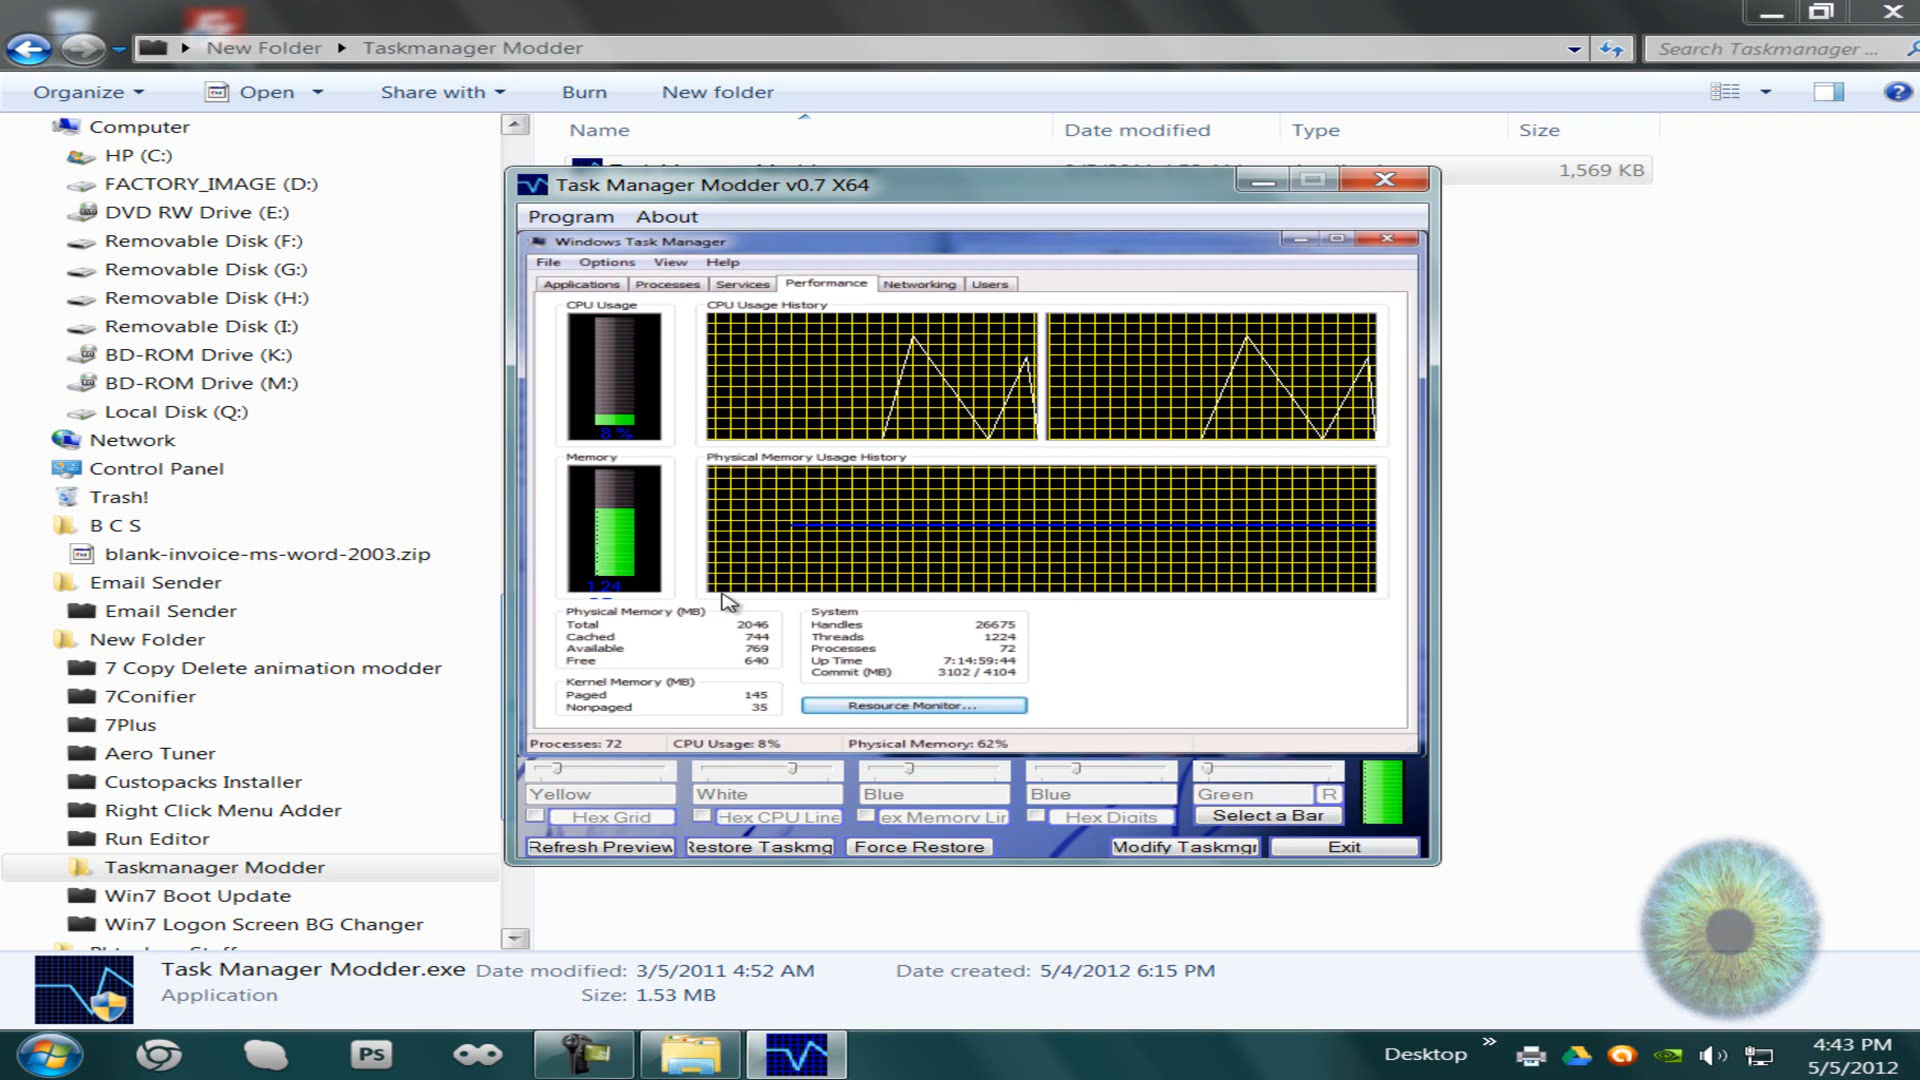 New Folder ▸ Taskmanager Modder
Search Taskmanager ...
Organize
Open
Share with
Burn
New folder
Computer
HP (C:)
FACTORY_IMAGE (D:)
DVD RW Drive (E:)
Removable Disk (F:)
Removable Disk (G:)
Removable Disk (H:)
Removable Disk (I:)
BD-ROM Drive (K:)
BD-ROM Drive (M:)
Local Disk (Q:)
Network
Control Panel
Trash!
B C S
blank-invoice-ms-word-2003.zip
Email Sender
Email Sender
New Folder
7 Copy Delete animation modder
7Conifier
7Plus
Aero Tuner
Custopacks Installer
Right Click Menu Adder
Run Editor
Taskmanager Modder
Win7 Boot Update
Win7 Logon Screen BG Changer
Name
Date modified
Type
Size
1,569 KB
Task Manager Modder v0.7 X64
Program
About
Windows Task Manager
File
Options
View
Help
Applications
Processes
Services
Performance
Networking
Users
CPU Usage
CPU Usage History
8 %
Memory
Physical Memory Usage History
1.24
Physical Memory (MB)
Total 2046
Cached 744
Available 769
Free 640
Kernel Memory (MB)
Paged 145
Nonpaged 35
System
Handles 26675
Threads 1224
Processes 72
Up Time 7:14:59:44
Commit (MB) 3102 / 4104
Resource Monitor...
Processes: 72
CPU Usage: 8%
Physical Memory: 62%
Yellow
White
Blue
Blue
Green
R
Hex Grid
Hex CPU Line
ex Memory Lir
Hex Digits
Select a Bar
Refresh Preview
Restore Taskmg
Force Restore
Modify Taskmgr
Exit
Task Manager Modder.exe
Date modified: 3/5/2011 4:52 AM
Date created: 5/4/2012 6:15 PM
Application
Size: 1.53 MB
PS
Desktop
4:43 PM
5/5/2012